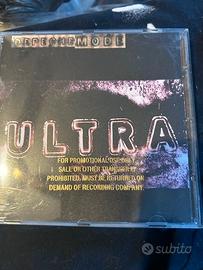 DEPECHE MODE
ULTRA
FOR PROMOTIONAL USE ONLY
SALE OR OTHER TRANSFER IS
PROHIBITED. MUST BE RETURNED ON
DEMAND OF RECORDING COMPANY.
subito